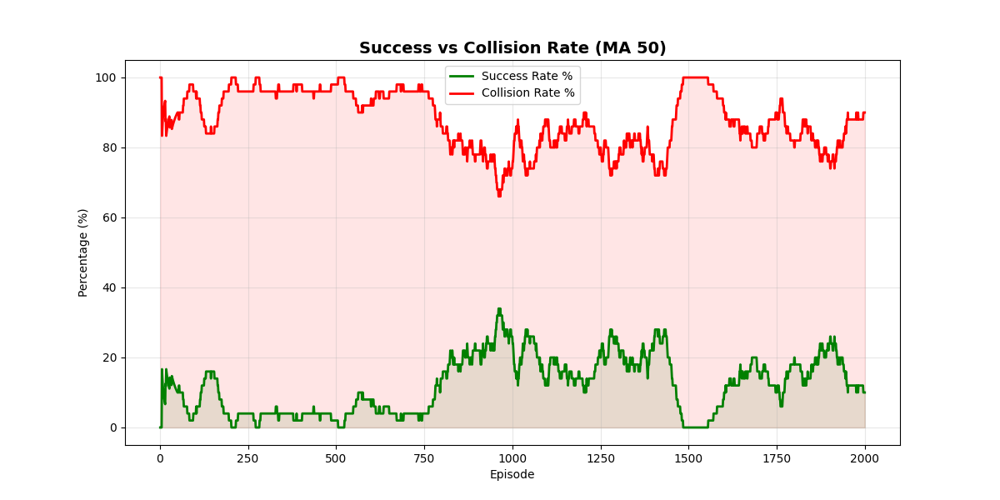 Success vs Collision Rate (MA 50)
Success Rate %
Collision Rate %
Percentage (%)
100
80
60
40
20
0
0 250 500 750 1000 1250 1500 1750 2000
Episode